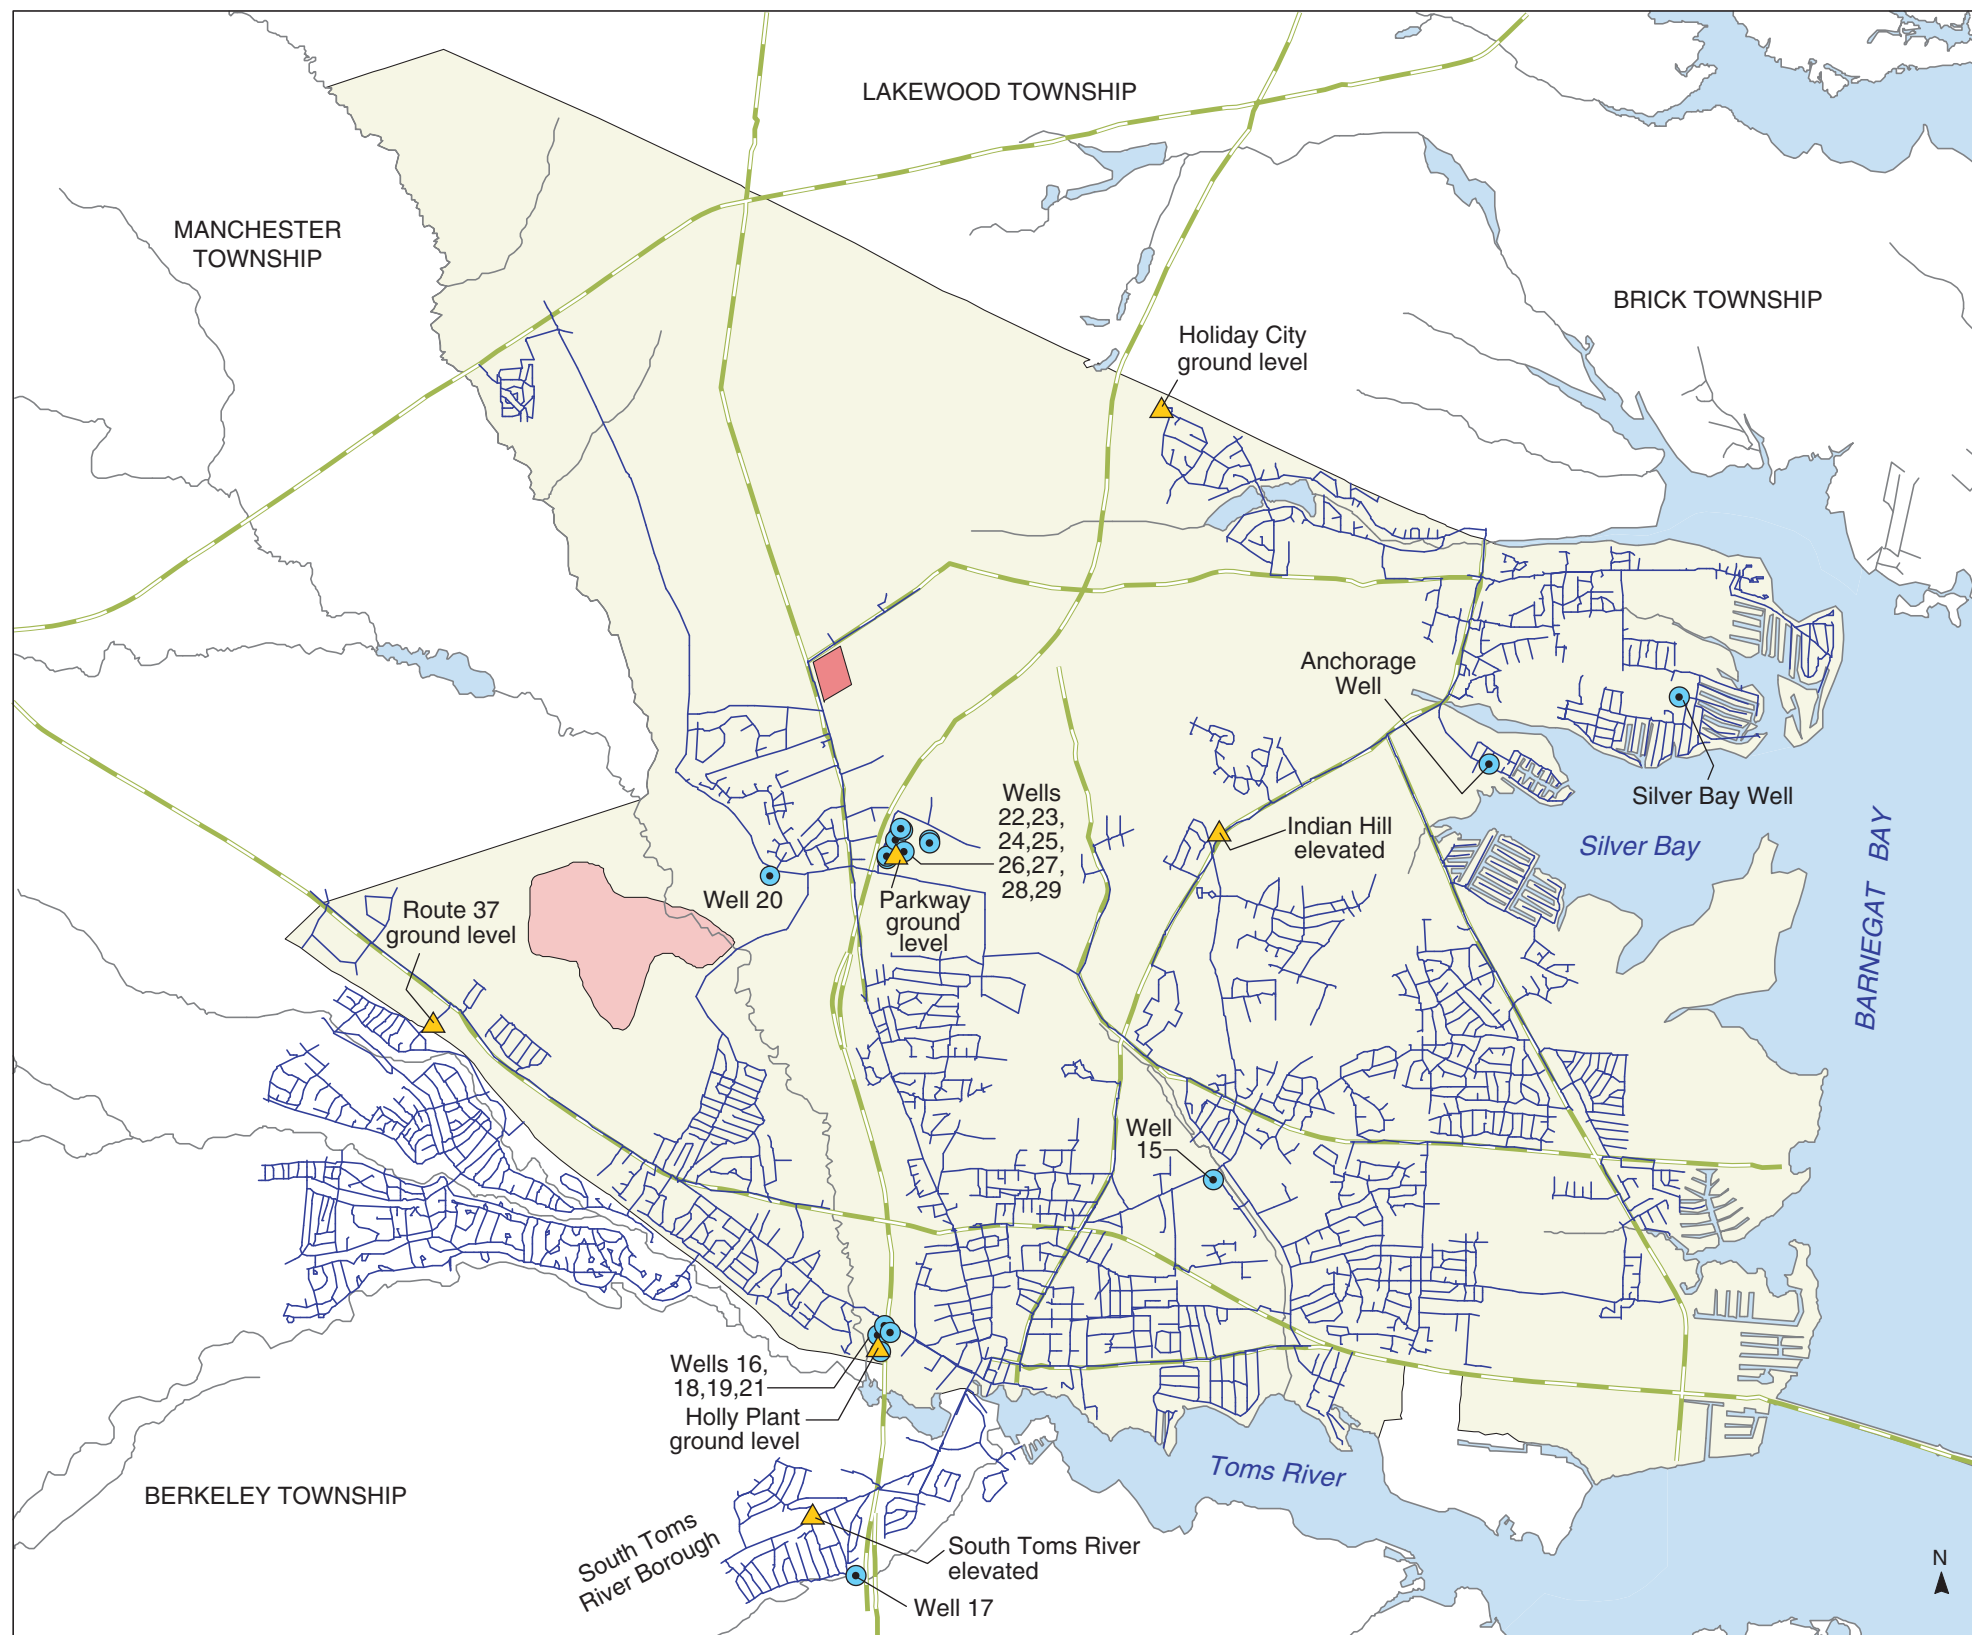 LAKEWOOD TOWNSHIP
MANCHESTER
TOWNSHIP
BRICK TOWNSHIP
Holiday City
ground level
Anchorage
Well
Silver Bay Well
Wells
22,23,
24,25,
26,27,
28,29
Indian Hill
elevated
Silver Bay
BARNEGAT BAY
Well 20
Parkway
ground
level
Route 37
ground level
Well
15
Wells 16,
18,19,21
Holly Plant
ground level
Toms River
BERKELEY TOWNSHIP
South Toms
River Borough
South Toms River
elevated
Well 17
N